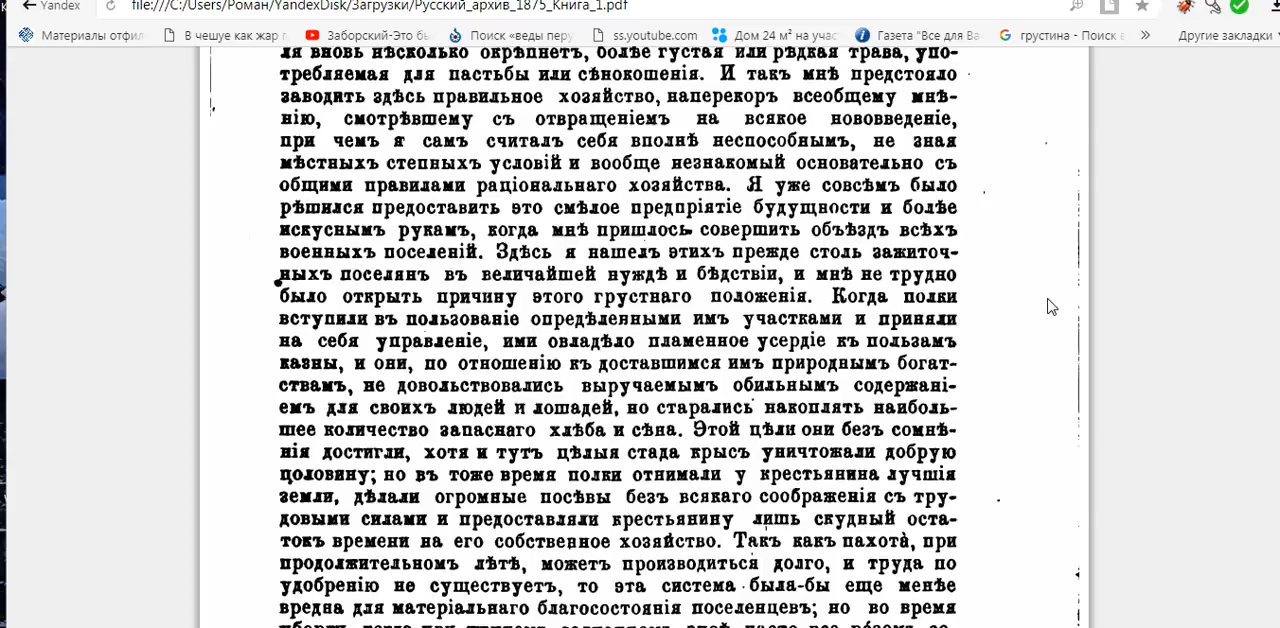 Yandex file:///C:/Users/Роман/YandexDisk/Загрузки/Русский_архив_1875_Книга_1.pdf
Материалы отфил В чешуе как жар г Заборский-Это бы Поиск «веды перу ss.youtube.com Дом 24 м² на учас Газета "Все для Ва грустина - Поиск в » Другие закладки
ля вновь нѣсколько окрѣпнетъ, болѣе густая или рѣдкая трава, упо-
требляемая для пастьбы или сѣнокошенія. И такъ мнѣ предстояло
заводить здѣсь правильное хозяйство, наперекоръ всеобщему мнѣ-
нію, смотрѣвшему съ отвращеніемъ на всякое нововведеніе,
при чемъ я самъ считалъ себя вполнѣ неспособнымъ, не зная
мѣстныхъ степныхъ условій и вообще незнакомый основательно съ
общими правилами раціональнаго хозяйства. Я уже совсѣмъ было
рѣшился предоставить это смѣлое предпріятіе будущности и болѣе
искуснымъ рукамъ, когда мнѣ пришлось совершить объѣздъ всѣхъ
военныхъ поселеній. Здѣсь я нашелъ этихъ прежде столь зажиточ-
ныхъ поселянъ въ величайшей нуждѣ и бѣдствіи, и мнѣ не трудно
было открыть причину этого грустнаго положенія. Когда полки
вступили въ пользованіе опредѣленными имъ участками и приняли
на себя управленіе, ими овладѣло пламенное усердіе къ пользамъ
казны, и они, по отношенію къ доставшимся имъ природнымъ богат-
ствамъ, не довольствовались выручаемымъ обильнымъ содержані-
емъ для своихъ людей и лошадей, но старались накоплять наиболь-
шее количество запаснаго хлѣба и сѣна. Этой цѣли они безъ сомнѣ-
нія достигли, хотя и тутъ цѣлыя стада крысъ уничтожали добрую
половину; но въ тоже время полки отнимали у крестьянина лучшія
земли, дѣлали огромные посѣвы безъ всякаго соображенія съ тру-
довыми силами и предоставляли крестьянину лишь скудный оста-
токъ времени на его собственное хозяйство. Такъ какъ пахота̀, при
продолжительномъ лѣтѣ, можетъ производиться долго, и труда по
удобренію не существуетъ, то эта система была-бы еще менѣе
вредна для матеріальнаго благосостоянія поселенцевъ; но во время